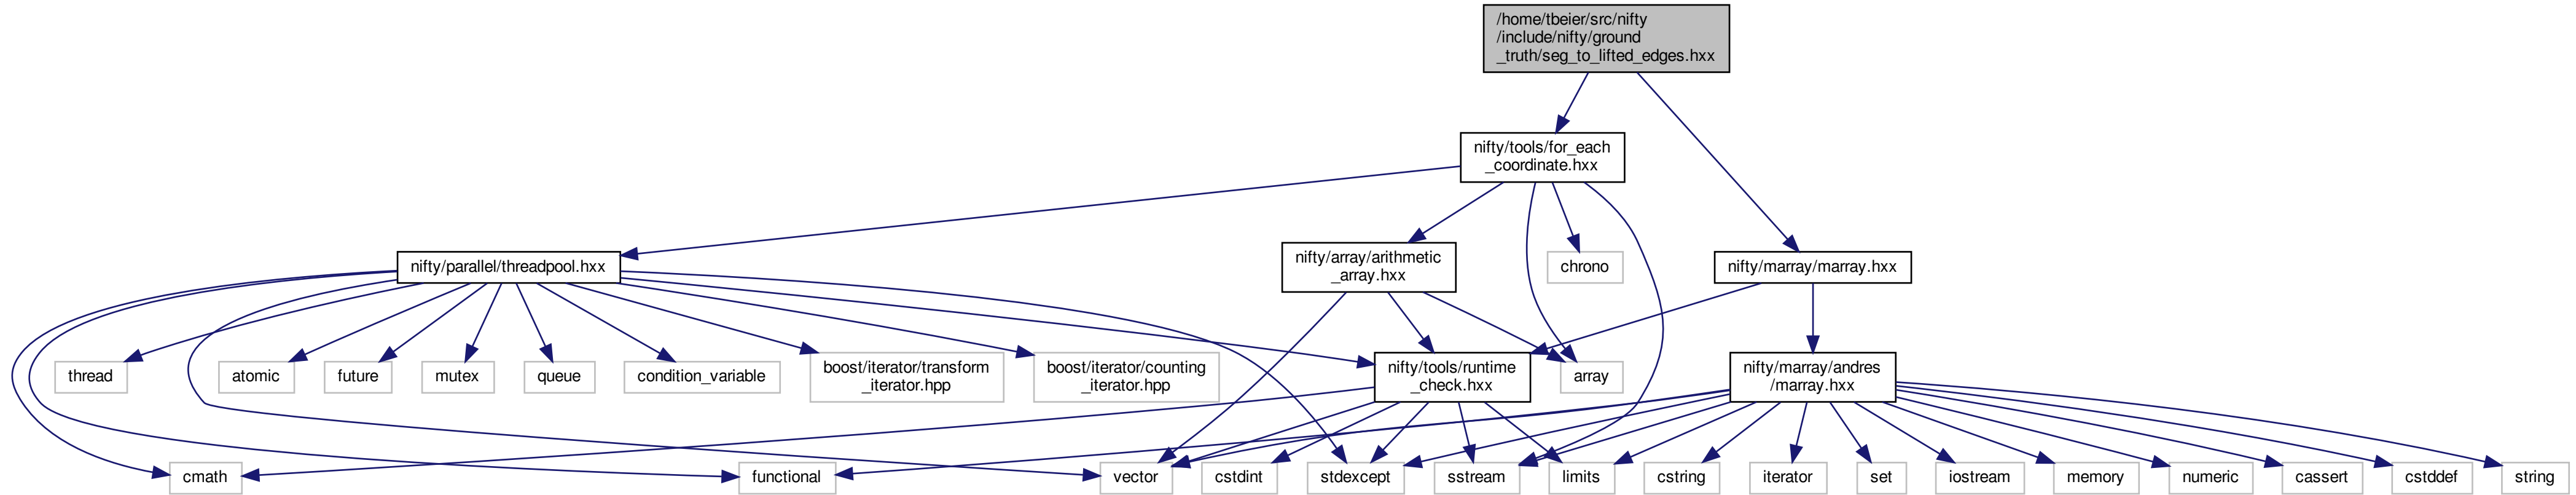 /home/tbeier/src/nifty
/include/nifty/ground
_truth/seg_to_lifted_edges.hxx
nifty/tools/for_each
_coordinate.hxx
nifty/parallel/threadpool.hxx
nifty/array/arithmetic
_array.hxx
chrono
nifty/marray/marray.hxx
thread
atomic
future
mutex
queue
condition_variable
boost/iterator/transform
_iterator.hpp
boost/iterator/counting
_iterator.hpp
nifty/tools/runtime
_check.hxx
array
nifty/marray/andres
/marray.hxx
cmath
functional
vector
cstdint
stdexcept
sstream
limits
cstring
iterator
set
iostream
memory
numeric
cassert
cstddef
string